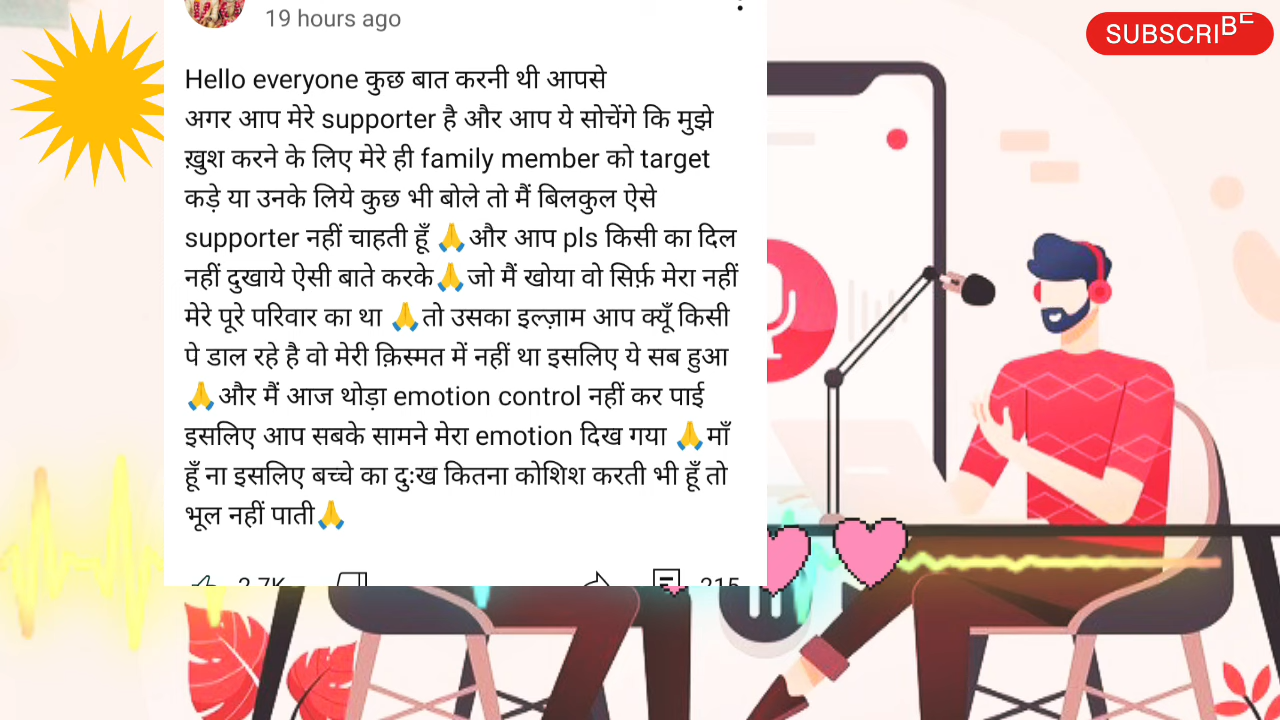 19 hours ago
SUBSCRIBE
Hello everyone कुछ बात करनी थी आपसे
अगर आप मेरे supporter है और आप ये सोचेंगे कि मुझे
ख़ुश करने के लिए मेरे ही family member को target
कड़े या उनके लिये कुछ भी बोले तो मैं बिलकुल ऐसे
supporter नहीं चाहती हूँ 🙏और आप pls किसी का दिल
नहीं दुखाये ऐसी बाते करके🙏जो मैं खोया वो सिर्फ़ मेरा नहीं
मेरे पूरे परिवार का था 🙏तो उसका इल्ज़ाम आप क्यूँ किसी
पे डाल रहे है वो मेरी क़िस्मत में नहीं था इसलिए ये सब हुआ
🙏और मैं आज थोड़ा emotion control नहीं कर पाई
इसलिए आप सबके सामने मेरा emotion दिख गया 🙏माँ
हूँ ना इसलिए बच्चे का दुःख कितना कोशिश करती भी हूँ तो
भूल नहीं पाती🙏